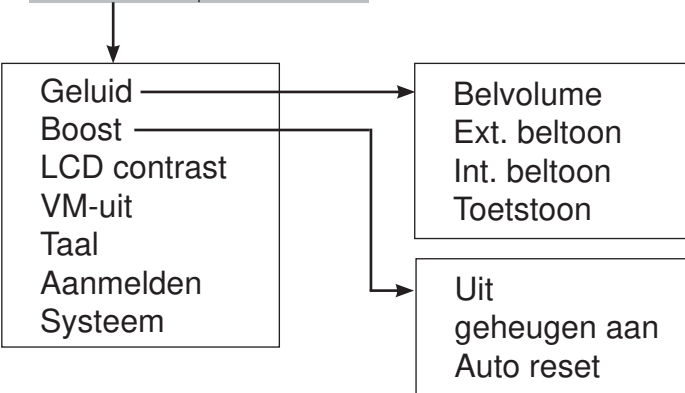 Geluid
Boost
LCD contrast
VM-uit
Taal
Aanmelden
Systeem
Belvolume
Ext. beltoon
Int. beltoon
Toetstoon
Uit
geheugen aan
Auto reset